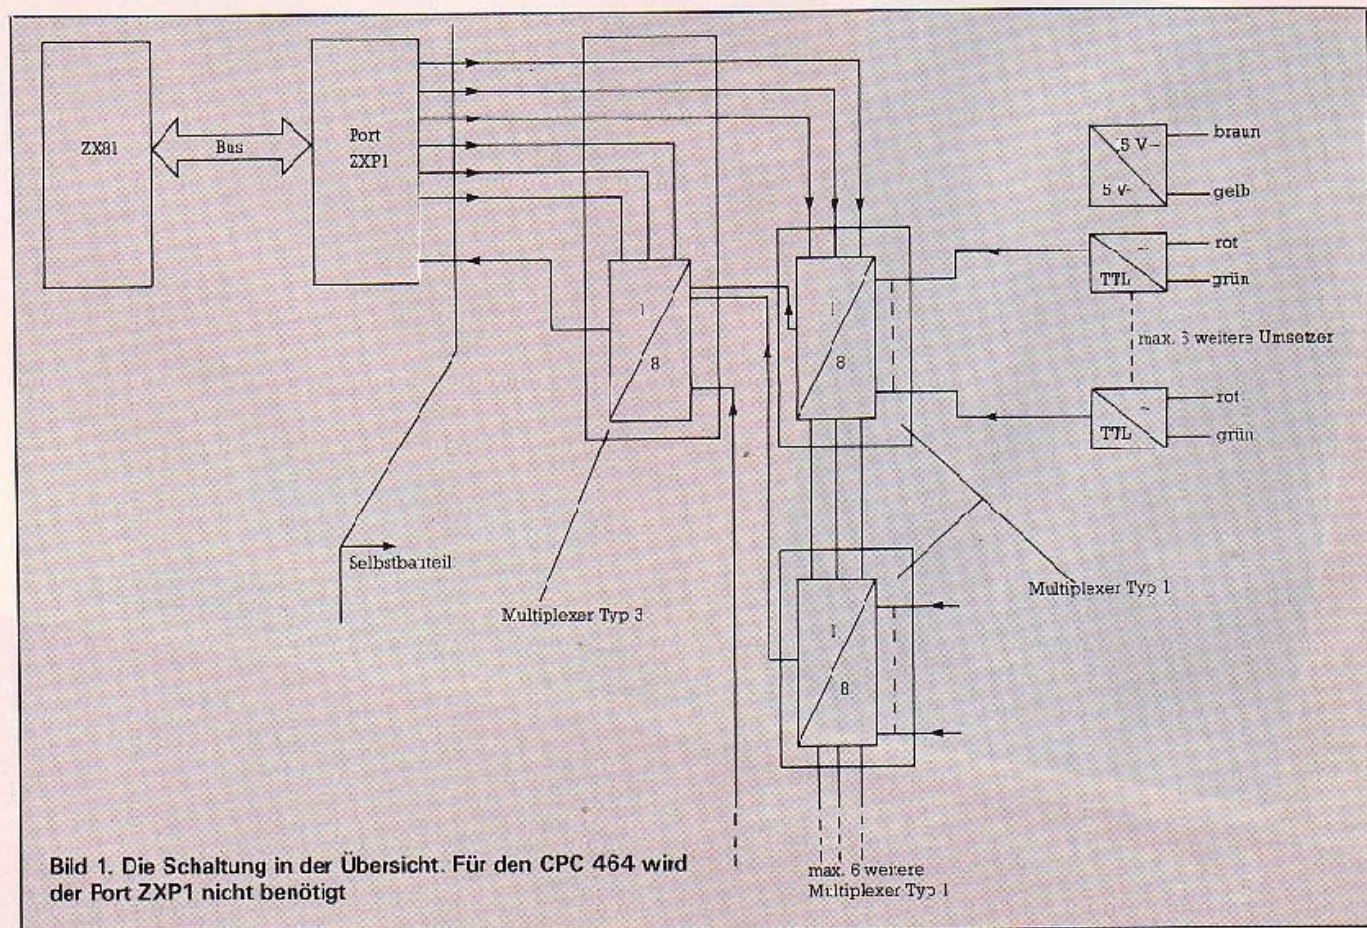 ZX81
Bus
Port
ZXP1
1
8
1
8
1
8
5 V~
5 V-
braun
gelb
~
TTL
rot
grün
max. 6 weitere Umsetzer
~
TTL
rot
grün
Selbstbauteil
Multiplexer Typ 3
Multiplexer Typ 1
max. 6 weitere
Multiplexer Typ 1
Bild 1. Die Schaltung in der Übersicht. Für den CPC 464 wird
der Port ZXP1 nicht benötigt